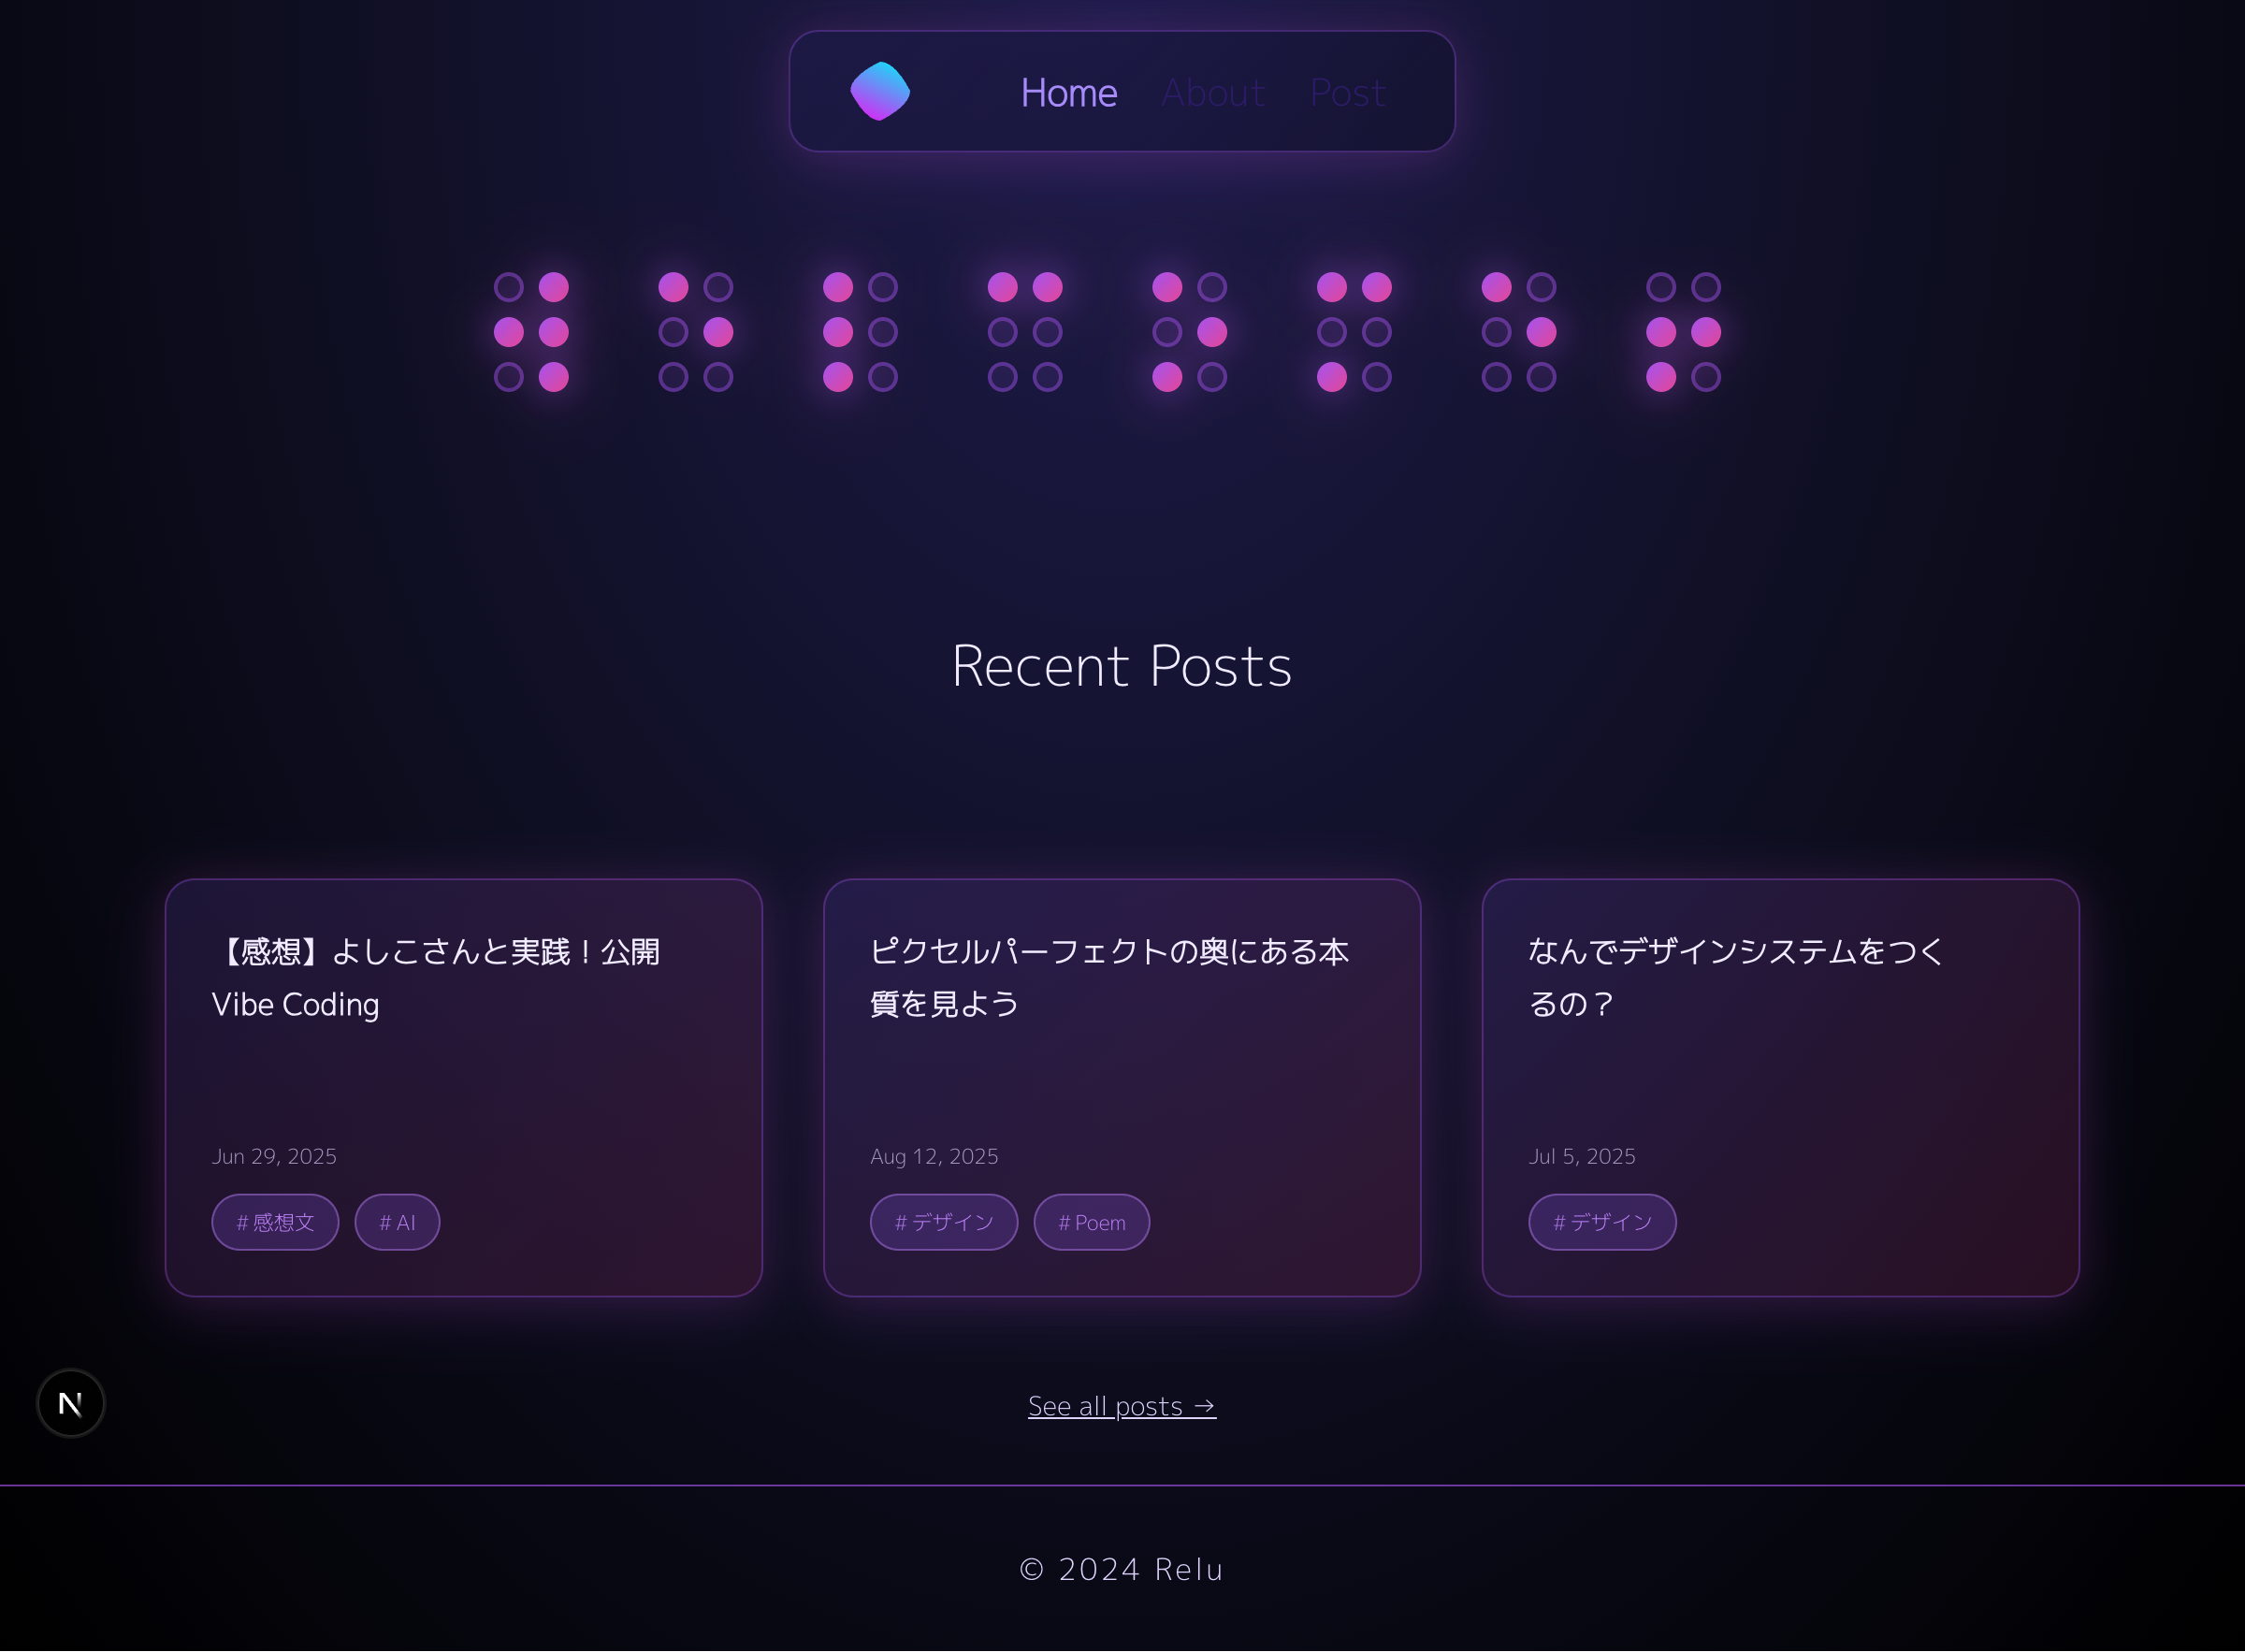 Home About Post
⠺⠑⠇⠉⠕⠍⠑⠖
Recent Posts
【感想】よしこさんと実践！公開
Vibe Coding
Jun 29, 2025
# 感想文 # AI
ピクセルパーフェクトの奥にある本
質を見よう
Aug 12, 2025
# デザイン # Poem
なんでデザインシステムをつく
るの？
Jul 5, 2025
# デザイン
N
See all posts →
© 2024 Relu